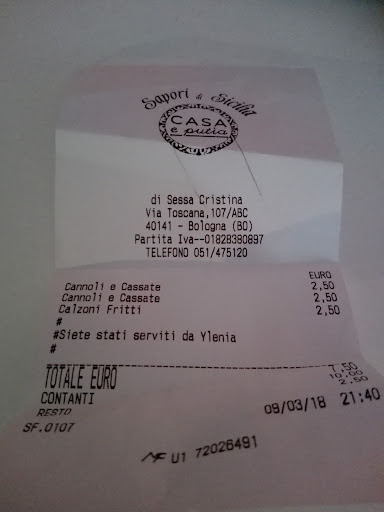 Sapori di Sicilia
CASA
e putia
di Sessa Cristina
Via Toscana,107/ABC
40141 - Bologna (BO)
Partita Iva--01828380897
TELEFONO 051/475120
EURO
Cannoli e Cassate 2,50
Cannoli e Cassate 2,50
Calzoni Fritti 2,50
#
#Siete stati serviti da Ylenia
#
TOTALE EURO 7,50
CONTANTI 10,00
RESTO 2,50
SF.0107 09/03/18 21:40
MF U1 72026491